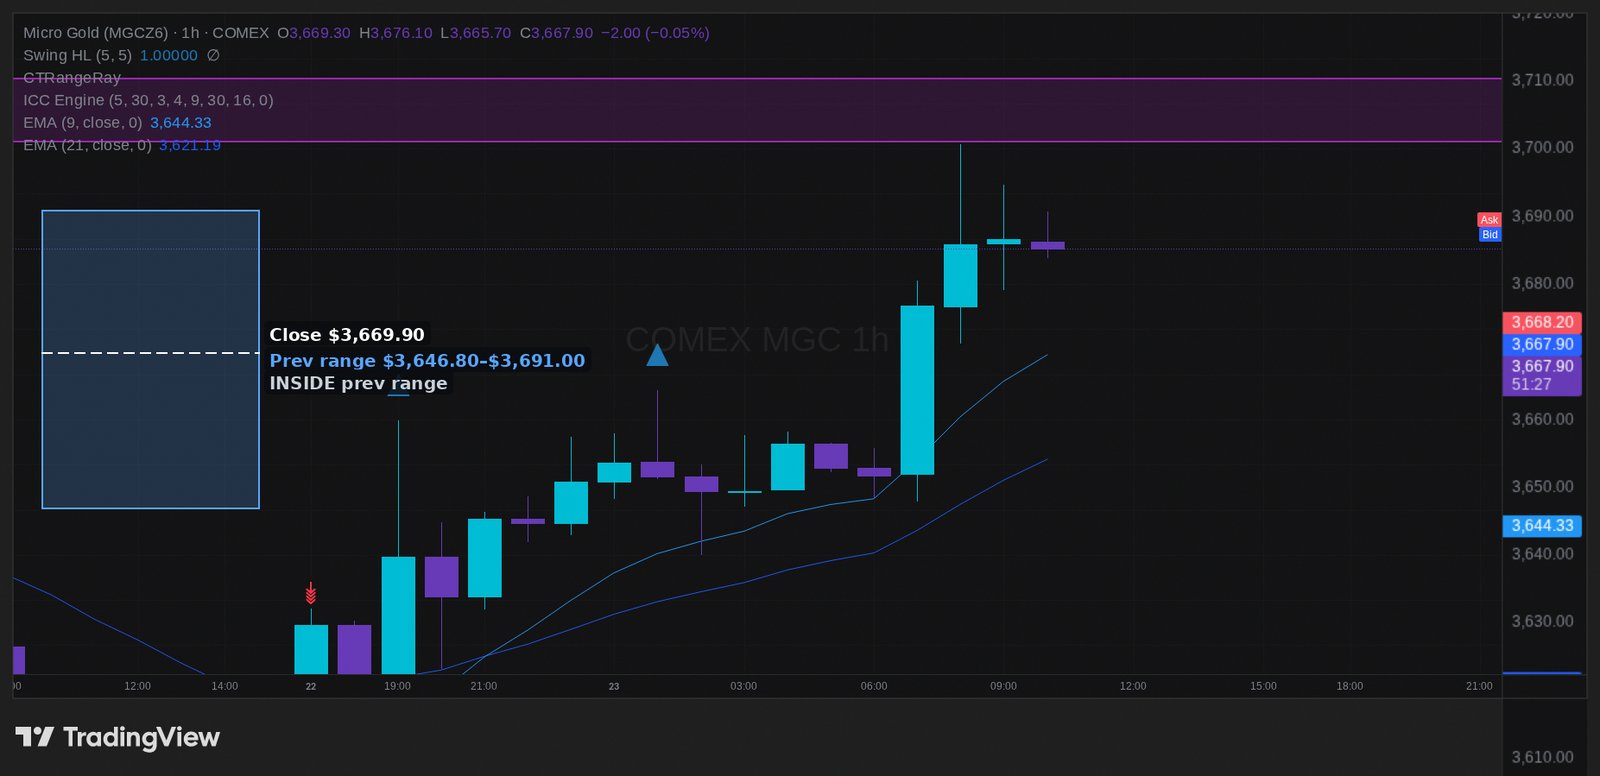 Micro Gold (MGCZ6) · 1h · COMEX O3,669.30 H3,676.10 L3,665.70 C3,667.90 −2.00 (−0.05%)
Swing HL (5, 5) 1.00000 ∅
CTRangeRay
ICC Engine (5, 30, 3, 4, 9, 30, 16, 0)
EMA (9, close, 0) 3,644.33
EMA (21, close, 0) 3,621.19
3,720.00
3,710.00
3,700.00
3,690.00
Ask
Bid
3,680.00
3,668.20
3,667.90
3,667.90
51:27
3,660.00
3,650.00
3,644.33
3,640.00
3,630.00
3,610.00
COMEX MGC 1h
Close $3,669.90
Prev range $3,646.80–$3,691.00
INSIDE prev range
12:00 14:00 22 19:00 21:00 23 03:00 06:00 09:00 12:00 15:00 18:00 21:00
TradingView